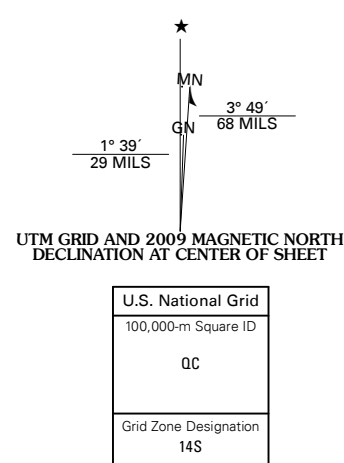 ★
MN
3° 49´
68 MILS
GN
1° 39´
29 MILS
UTM GRID AND 2009 MAGNETIC NORTH
DECLINATION AT CENTER OF SHEET
U.S. National Grid
100,000-m Square ID
QC
Grid Zone Designation
14S